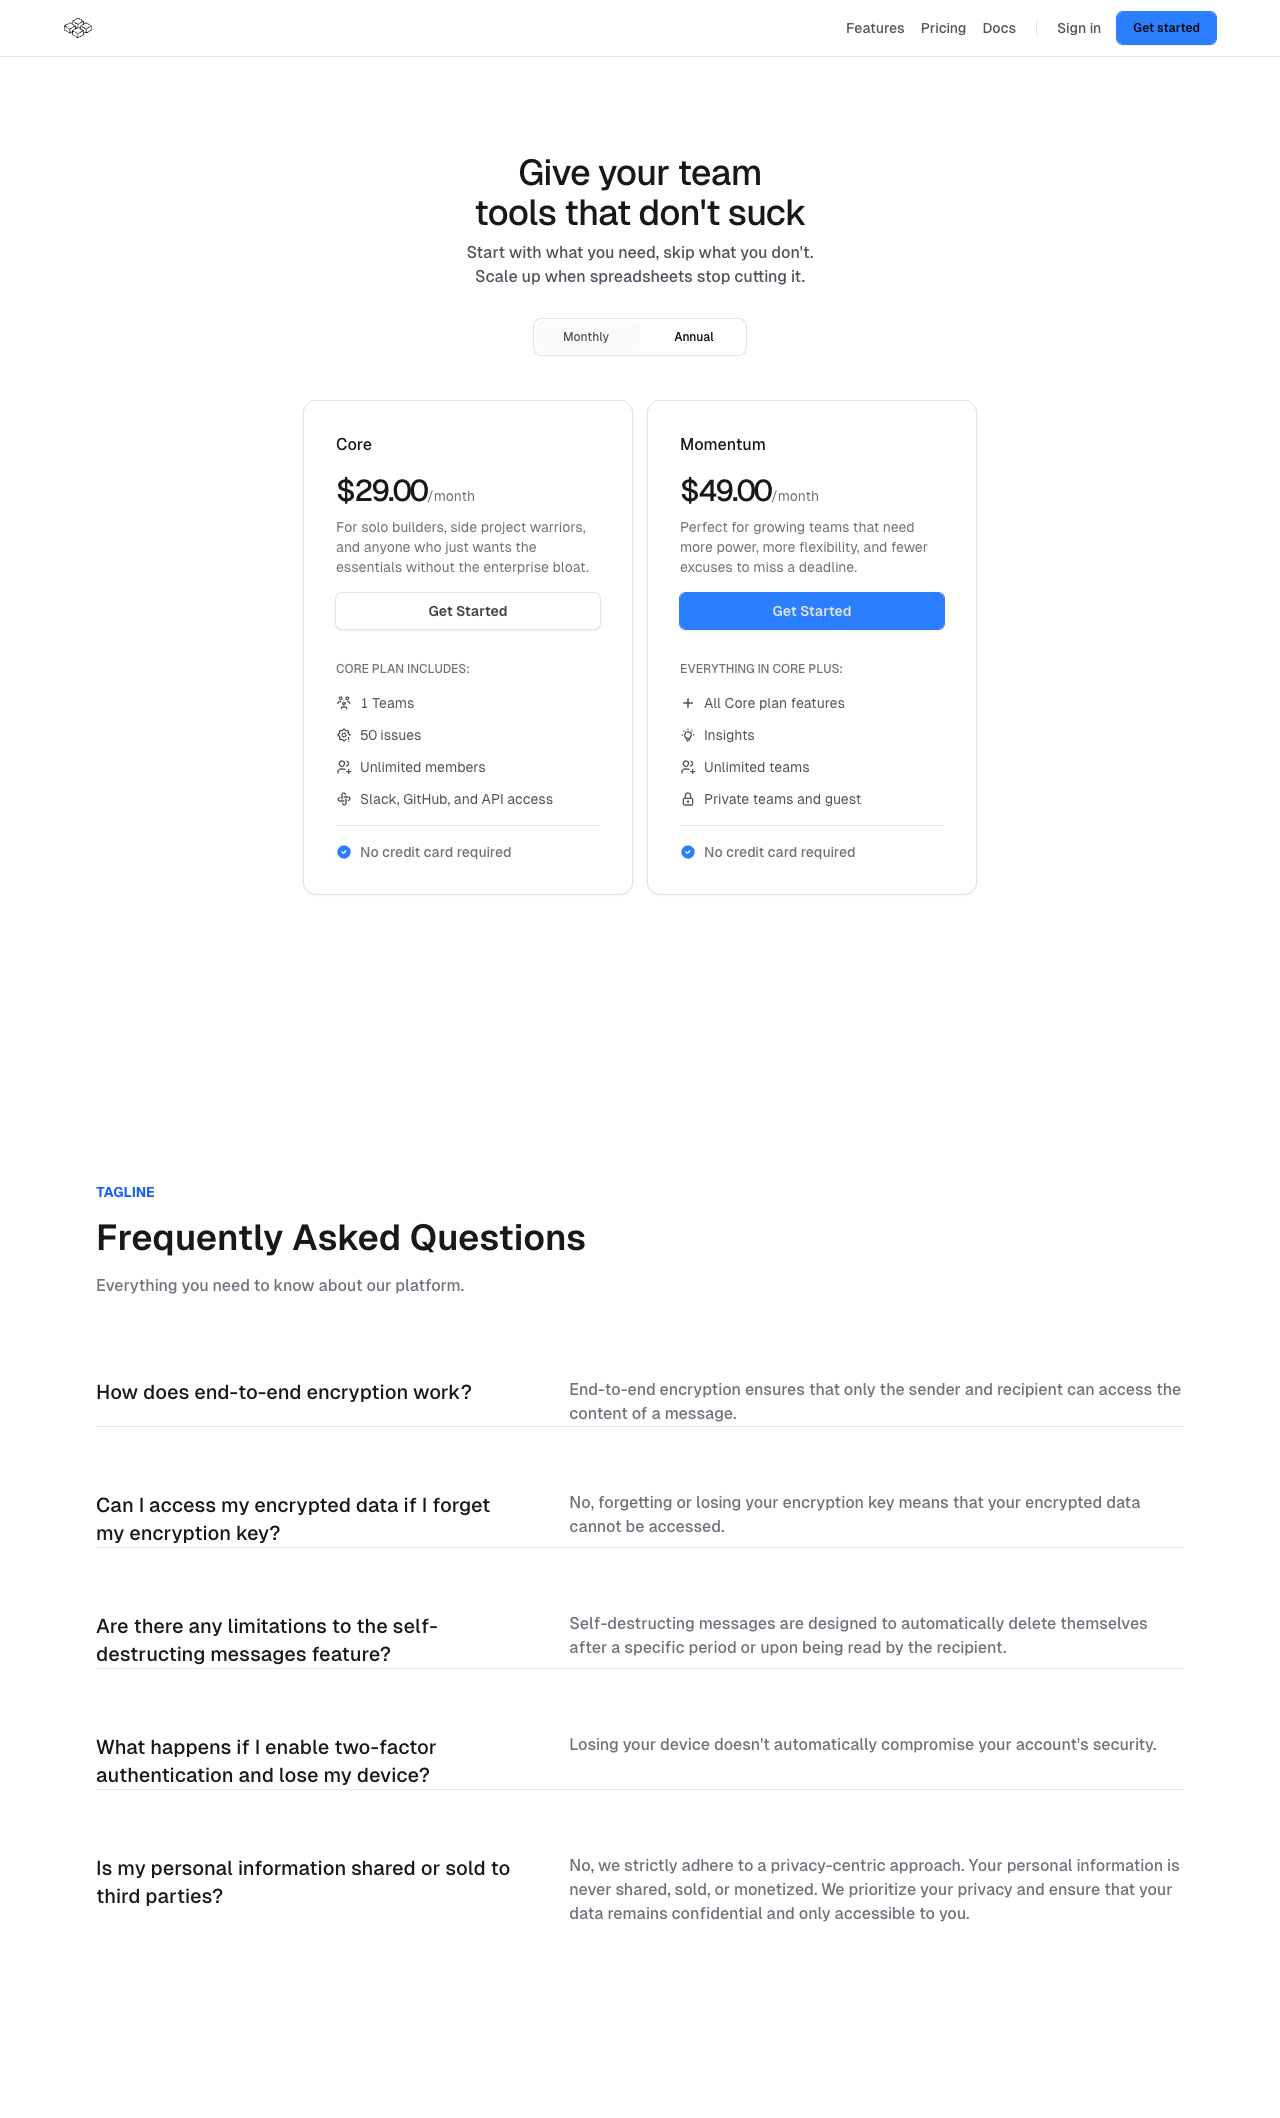 Features Pricing Docs Sign in Get started
Give your team
tools that don't suck
Start with what you need, skip what you don't.
Scale up when spreadsheets stop cutting it.
Monthly Annual
Core
$29.00/month
For solo builders, side project warriors,
and anyone who just wants the
essentials without the enterprise bloat.
Get Started
CORE PLAN INCLUDES:
1 Teams
50 issues
Unlimited members
Slack, GitHub, and API access
No credit card required
Momentum
$49.00/month
Perfect for growing teams that need
more power, more flexibility, and fewer
excuses to miss a deadline.
Get Started
EVERYTHING IN CORE PLUS:
All Core plan features
Insights
Unlimited teams
Private teams and guest
No credit card required
TAGLINE
Frequently Asked Questions
Everything you need to know about our platform.
How does end-to-end encryption work?
End-to-end encryption ensures that only the sender and recipient can access the
content of a message.
Can I access my encrypted data if I forget
my encryption key?
No, forgetting or losing your encryption key means that your encrypted data
cannot be accessed.
Are there any limitations to the self-
destructing messages feature?
Self-destructing messages are designed to automatically delete themselves
after a specific period or upon being read by the recipient.
What happens if I enable two-factor
authentication and lose my device?
Losing your device doesn't automatically compromise your account's security.
Is my personal information shared or sold to
third parties?
No, we strictly adhere to a privacy-centric approach. Your personal information is
never shared, sold, or monetized. We prioritize your privacy and ensure that your
data remains confidential and only accessible to you.